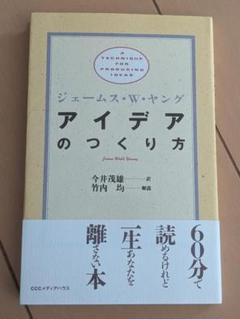 A
TECHNIQUE
FOR
PRODUCING
IDEAS
ジェームス・W・ヤング
アイデア
のつくり方
James Webb Young
今井茂雄──訳
竹内 均──解説
60分で
読めるけれど
一生あなたを
離さない本
CCCメディアハウス